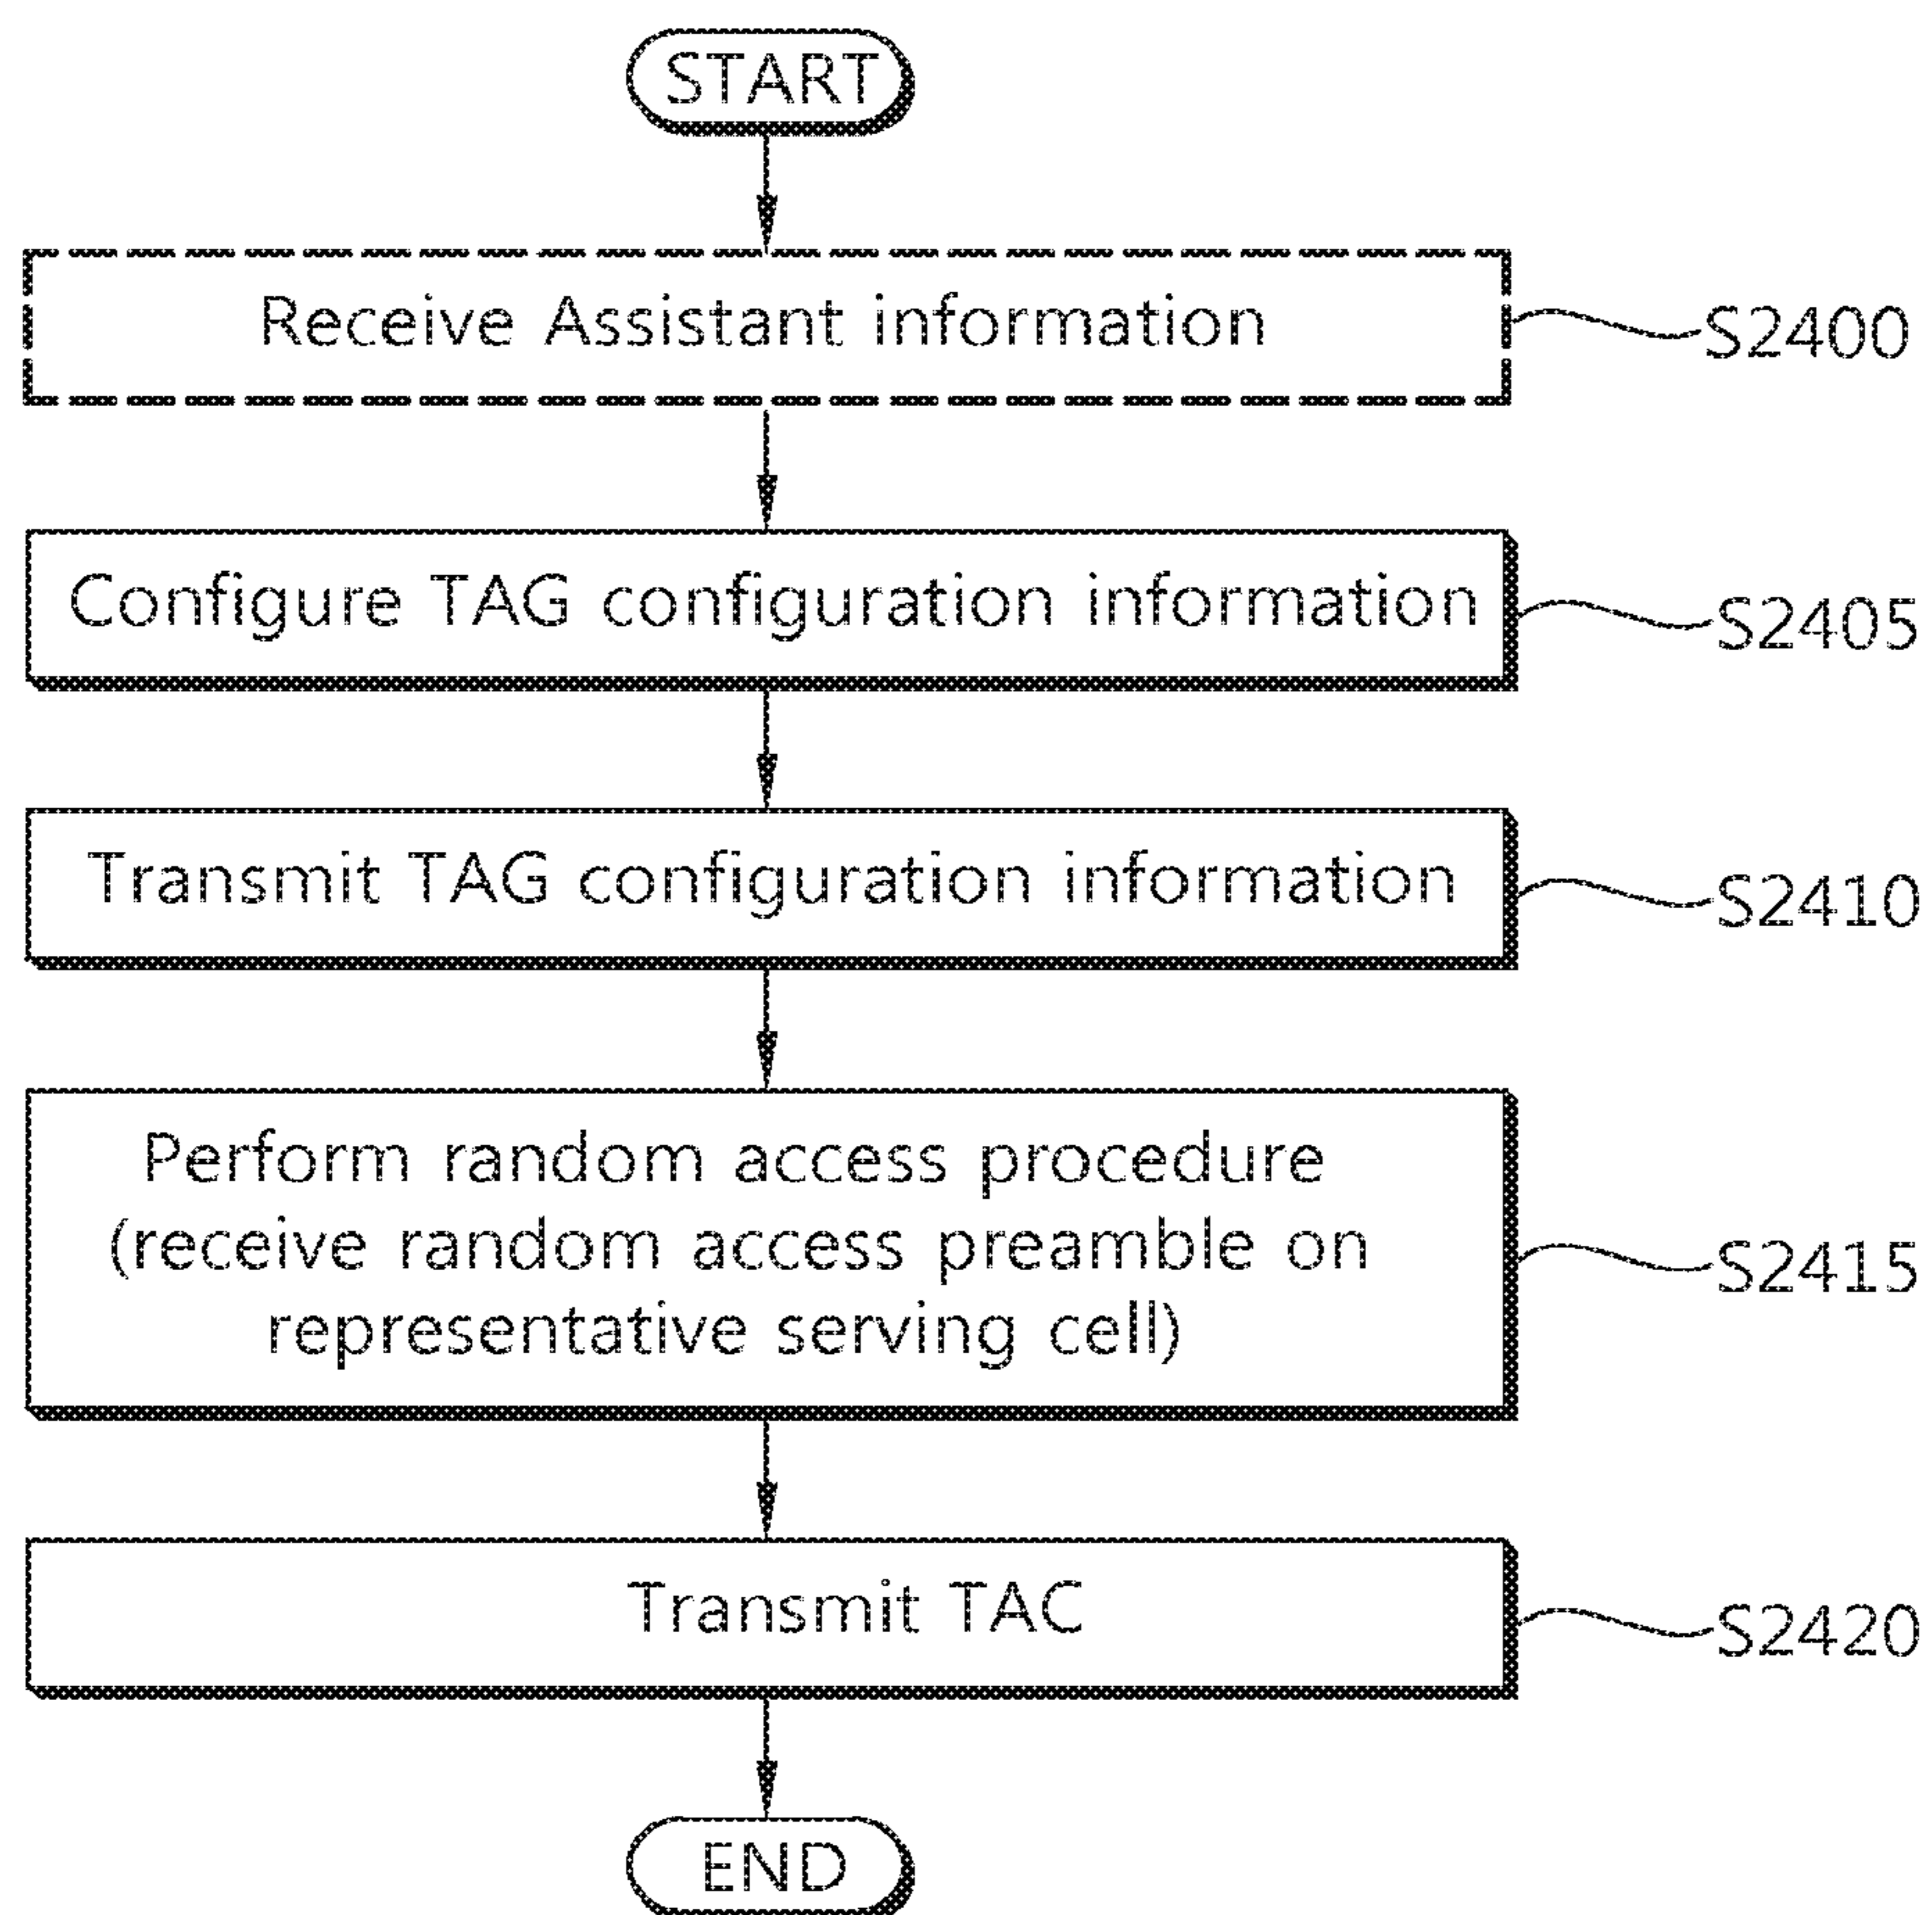 START
Receive Assistant information
S2400
Configure TAG configuration information
S2405
Transmit TAG configuration information
S2410
Perform random access procedure
(receive random access preamble on
representative serving cell)
S2415
Transmit TAC
S2420
END